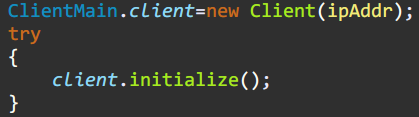 ClientMain.client=new Client(ipAddr);
try
{
    client.initialize();
}